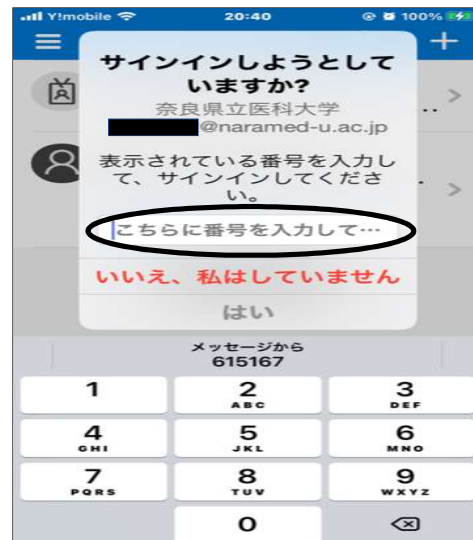 Y!mobile 20:40 100%
サインインしようとして
いますか?
奈良県立医科大学
@naramed-u.ac.jp
表示されている番号を入力し
て、サインインしてくださ
い。
こちらに番号を入力して…
いいえ、私はしていません
はい
メッセージから
615167
1 2 3
ABC DEF
4 5 6
GHI JKL MNO
7 8 9
PQRS TUV WXYZ
0